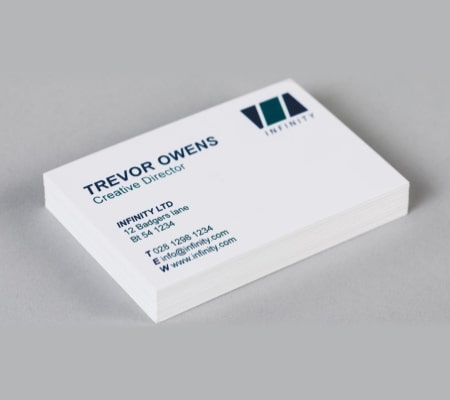 INFINITY
TREVOR OWENS
Creative Director
INFINITY LTD
12 Badgers lane
Bt 54 1234
T 028 1298 1234
E info@infinity.com
W www.infinity.com